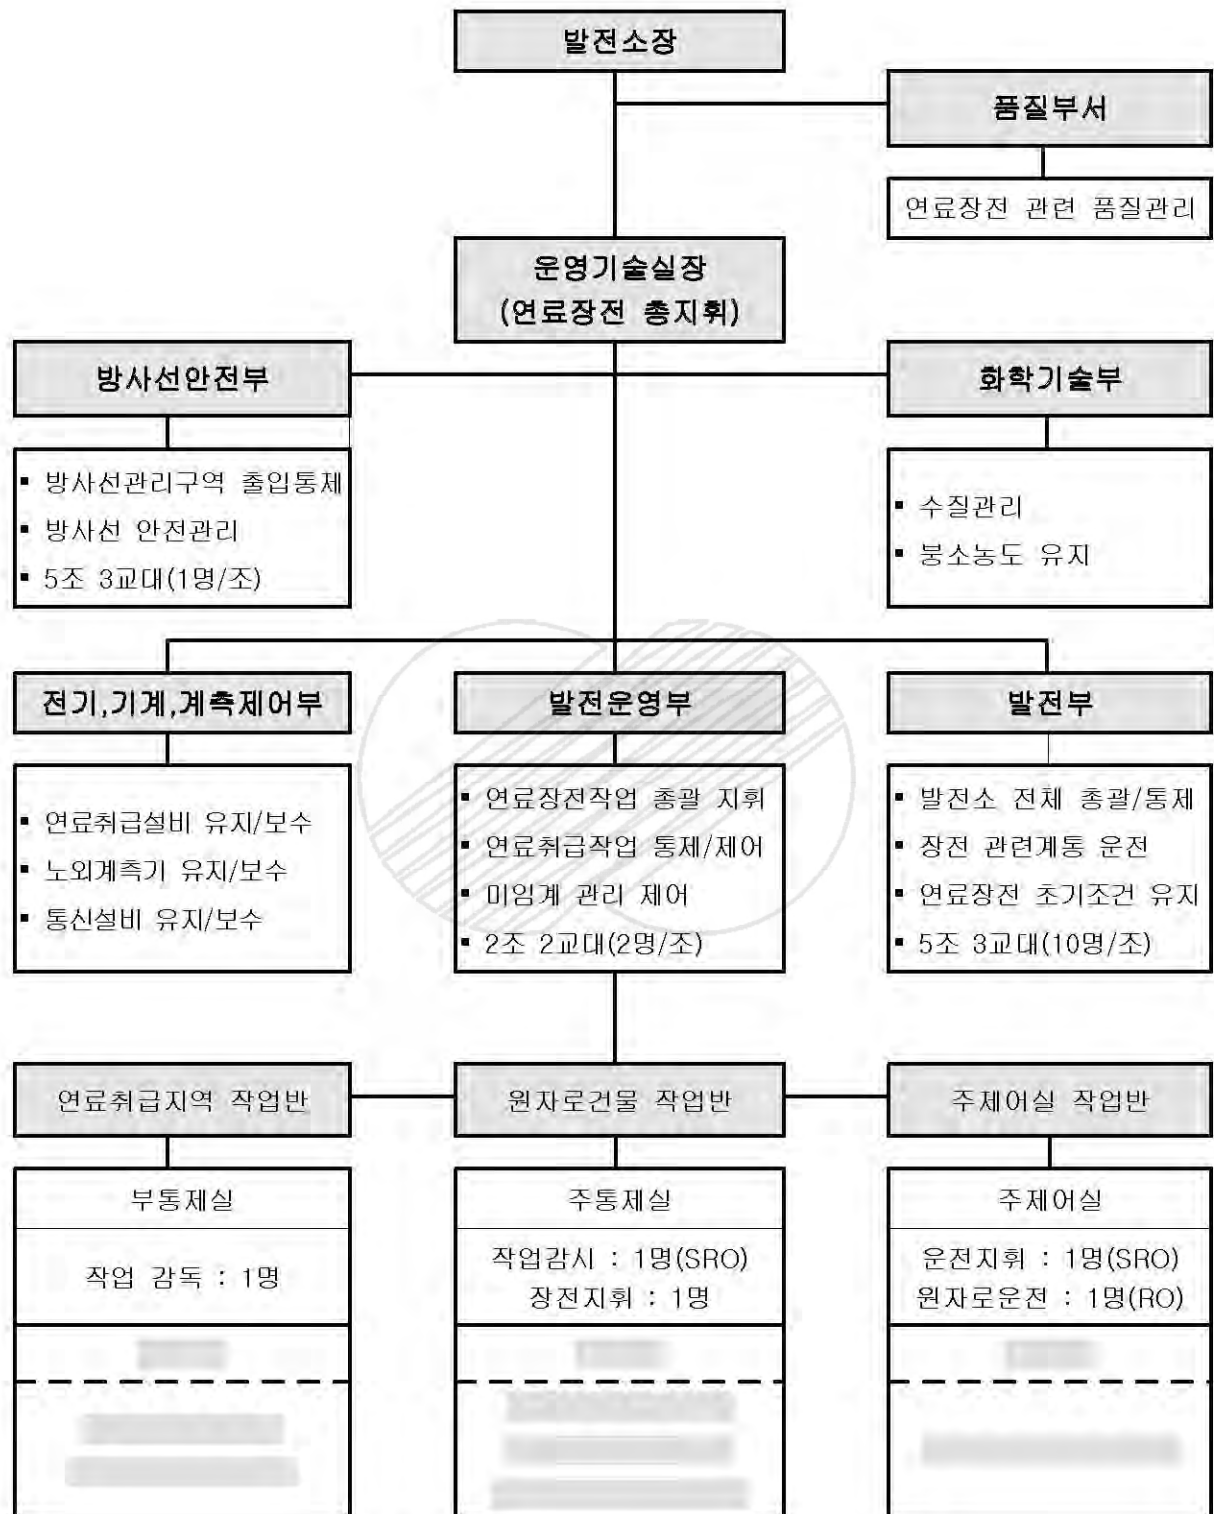 발전소장
품질부서
연료장전 관련 품질관리
운영기술실장
(연료장전 총지휘)
방사선안전부
▪ 방사선관리구역 출입통제
▪ 방사선 안전관리
▪ 5조 3교대(1명/조)
화학기술부
▪ 수질관리
▪ 붕소농도 유지
전기,기계,계측제어부
▪ 연료취급설비 유지/보수
▪ 노외계측기 유지/보수
▪ 통신설비 유지/보수
발전운영부
▪ 연료장전작업 총괄 지휘
▪ 연료취급작업 통제/제어
▪ 미임계 관리 제어
▪ 2조 2교대(2명/조)
발전부
▪ 발전소 전체 총괄/통제
▪ 장전 관련계통 운전
▪ 연료장전 초기조건 유지
▪ 5조 3교대(10명/조)
연료취급지역 작업반
부통제실
작업 감독 : 1명
원자로건물 작업반
주통제실
작업감시 : 1명(SRO)
장전지휘 : 1명
주제어실 작업반
주제어실
운전지휘 : 1명(SRO)
원자로운전 : 1명(RO)